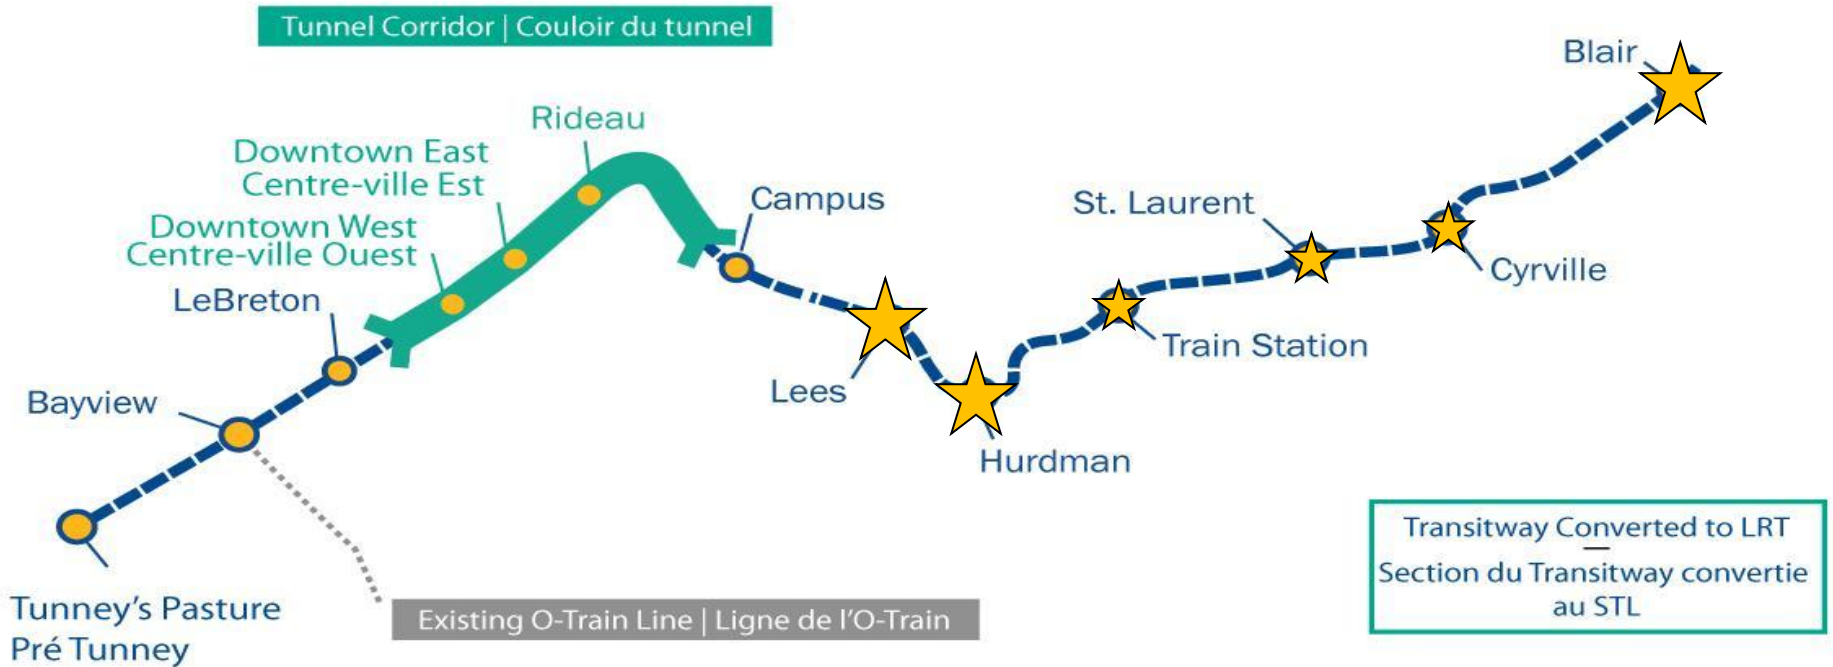 Tunnel Corridor | Couloir du tunnel
Blair
Rideau
Downtown East
Centre-ville Est
Campus
St. Laurent
Downtown West
Centre-ville Ouest
Cyrville
LeBreton
Train Station
Lees
Bayview
Hurdman
Transitway Converted to LRT
—
Section du Transitway convertie
au STL
Tunney's Pasture
Pré Tunney
Existing O-Train Line | Ligne de l'O-Train